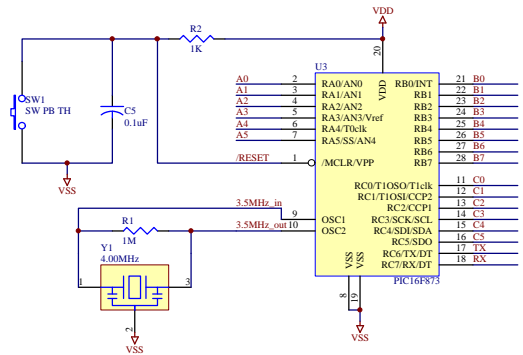 VDD
R2
1K
20
U3
SW1
SW PB TH
C5
0.1uF
VSS
A0 2 RA0/AN0 VDD RB0/INT 21 B0
A1 3 RA1/AN1 RB1 22 B1
A2 4 RA2/AN2 RB2 23 B2
A3 5 RA3/AN3/Vref RB3 24 B3
A4 6 RA4/T0clk RB4 25 B4
A5 7 RA5/SS/AN4 RB5 26 B5
RB6 27 B6
/RESET 1 /MCLR/VPP RB7 28 B7
RC0/T1OSO/T1clk 11 C0
RC1/T1OSI/CCP2 12 C1
RC2/CCP1 13 C2
3.5MHz_in 9 OSC1 RC3/SCK/SCL 14 C3
3.5MHz_out 10 OSC2 RC4/SDI/SDA 15 C4
RC5/SDO 16 C5
RC6/TX/DT 17 TX
RC7/RX/DT 18 RX
VSS VSS
PIC16F873
8 19
VSS
R1
1M
Y1
4.00MHz
1 3
2
VSS